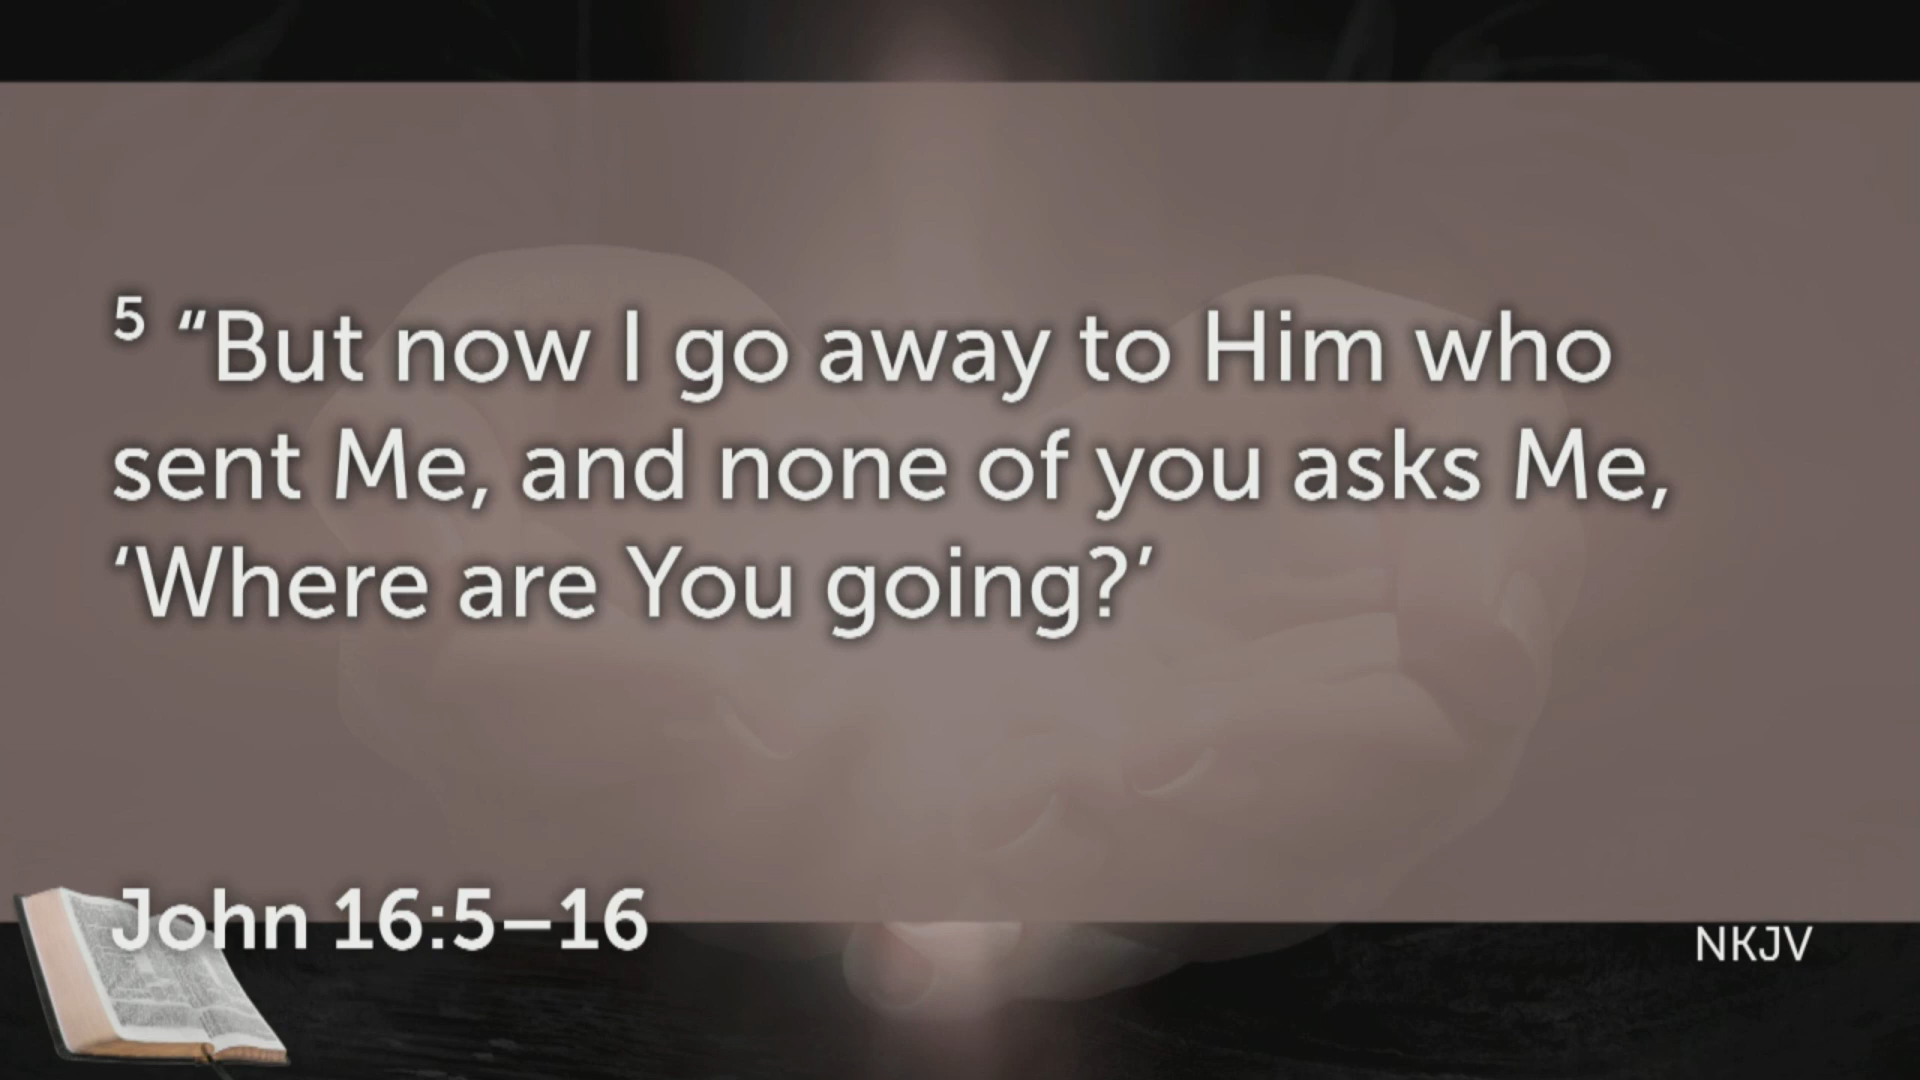 5 “But now I go away to Him who
sent Me, and none of you asks Me,
‘Where are You going?’
John 16:5–16
NKJV